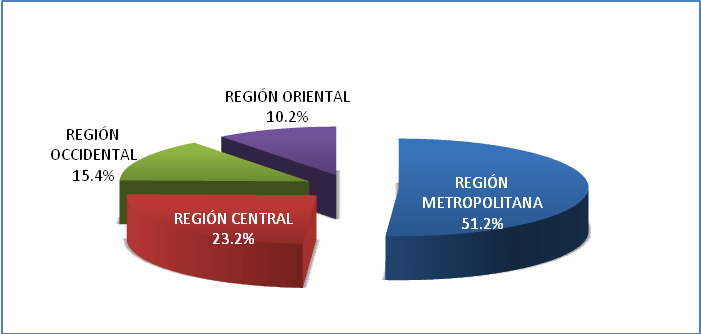 REGIÓN ORIENTAL
10.2%
REGIÓN
OCCIDENTAL
15.4%
REGIÓN
METROPOLITANA
51.2%
REGIÓN CENTRAL
23.2%